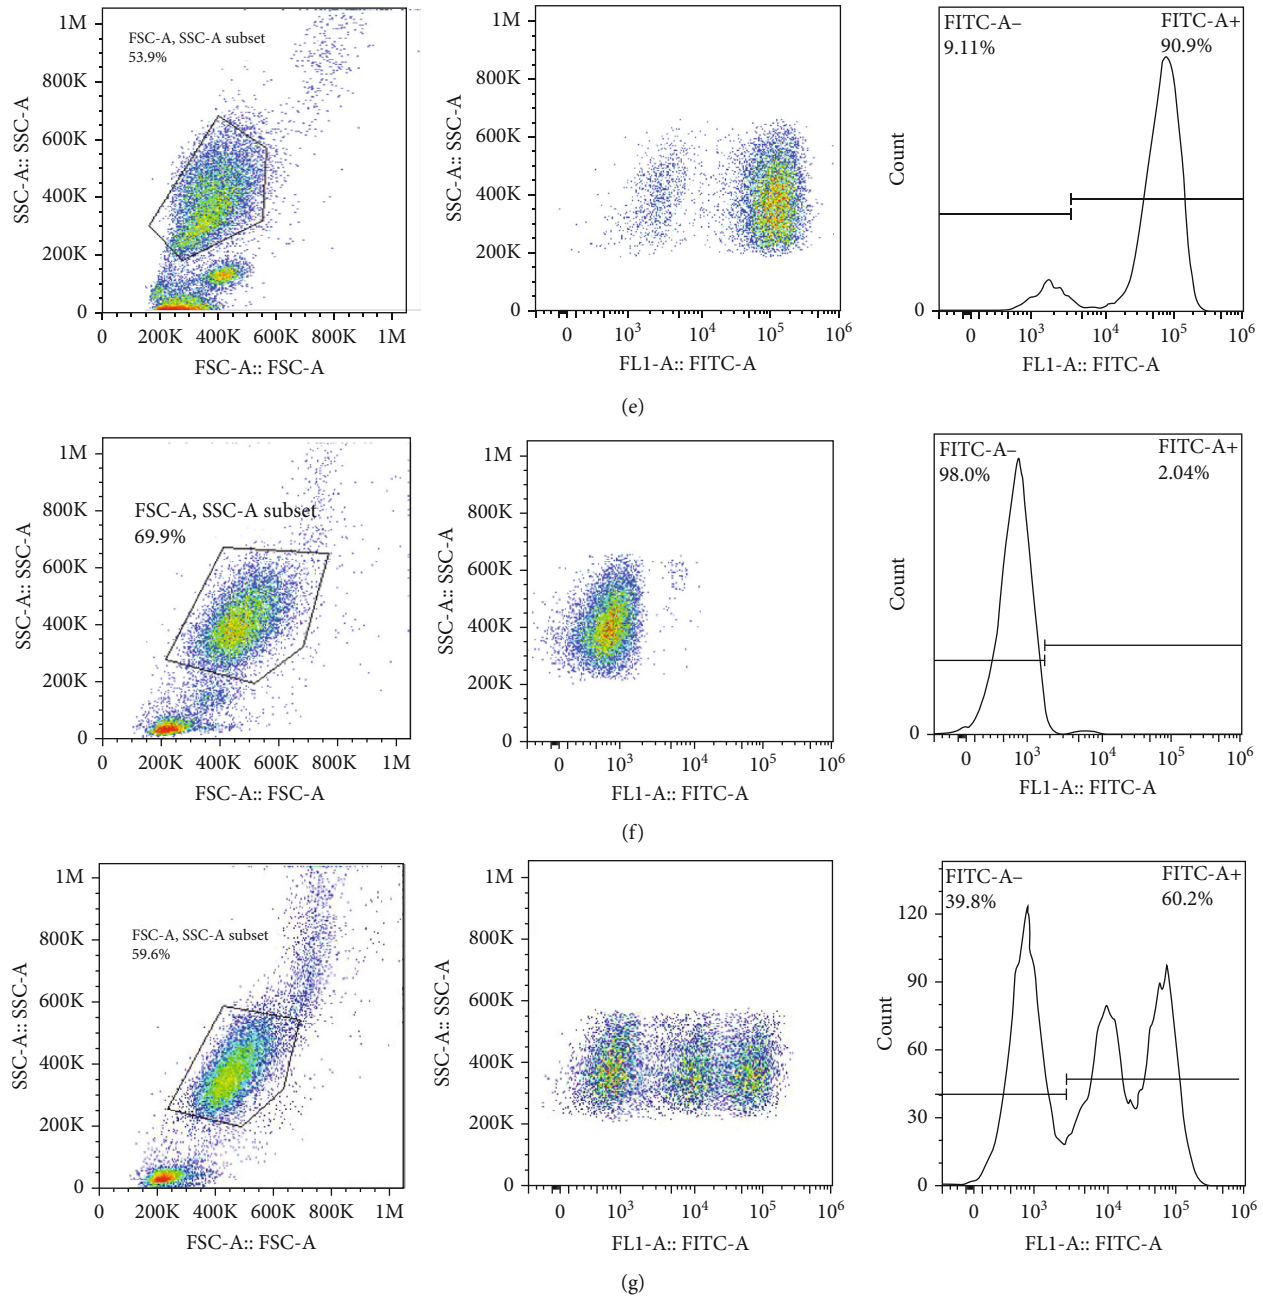 1M
800K
600K
400K
200K
0
SSC-A:: SSC-A
FSC-A, SSC-A subset
53.9%
0 200K 400K 600K 800K 1M
FSC-A:: FSC-A
1M
800K
600K
400K
200K
0
SSC-A:: SSC-A
0 10³ 10⁴ 10⁵ 10⁶
FL1-A:: FITC-A
FITC-A– FITC-A+
9.11% 90.9%
Count
0
0 10³ 10⁴ 10⁵ 10⁶
FL1-A:: FITC-A
(e)
1M
800K
600K
400K
200K
0
SSC-A:: SSC-A
FSC-A, SSC-A subset
69.9%
0 200K 400K 600K 800K 1M
FSC-A:: FSC-A
1M
800K
600K
400K
200K
0
SSC-A:: SSC-A
0 10³ 10⁴ 10⁵ 10⁶
FL1-A:: FITC-A
FITC-A– FITC-A+
98.0% 2.04%
Count
0
0 10³ 10⁴ 10⁵ 10⁶
FL1-A:: FITC-A
(f)
1M
800K
600K
400K
200K
0
SSC-A:: SSC-A
FSC-A, SSC-A subset
59.6%
0 200K 400K 600K 800K 1M
FSC-A:: FSC-A
1M
800K
600K
400K
200K
0
SSC-A:: SSC-A
0 10³ 10⁴ 10⁵ 10⁶
FL1-A:: FITC-A
FITC-A– FITC-A+
39.8% 60.2%
120
90
60
30
0
Count
0 10³ 10⁴ 10⁵ 10⁶
FL1-A:: FITC-A
(g)